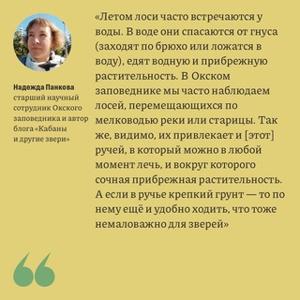 Надежда Панкова
старший научный
сотрудник Окского
заповедника и автор
блога «Кабаны
и другие звери»
«Летом лоси часто встречаются у
воды. В воде они спасаются от гнуса
(заходят по брюхо или ложатся в
воду), едят водную и прибрежную
растительность. В Окском
заповеднике мы часто наблюдаем
лосей, перемещающихся по
мелководью реки или старицы. Так
же, видимо, их привлекает и [этот]
ручей, в который можно в любой
момент лечь, и вокруг которого
сочная прибрежная растительность.
А если в ручье крепкий грунт — то по
нему ещё и удобно ходить, что тоже
немаловажно для зверей»